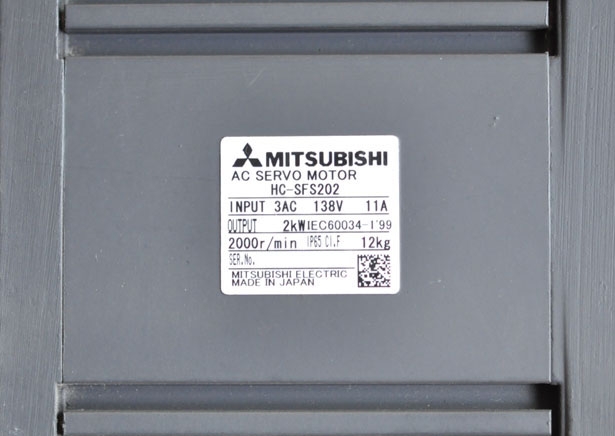 MITSUBISHI
AC SERVO MOTOR
HC-SFS202
INPUT 3AC 138V 11A
OUTPUT 2kW IEC60034-1'99
2000r/min IP65 Cl.F 12kg
SER.No.
MITSUBISHI ELECTRIC
MADE IN JAPAN